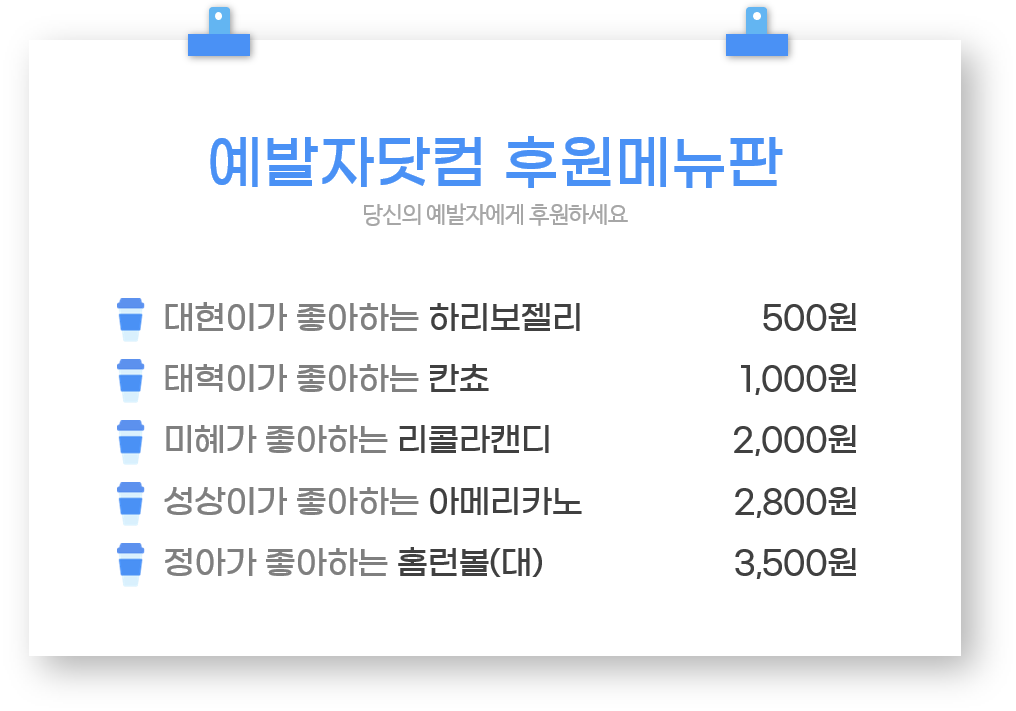 예발자닷컴 후원메뉴판
당신의 예발자에게 후원하세요
대현이가 좋아하는 하리보젤리 500원
태혁이가 좋아하는 칸쵸 1,000원
미혜가 좋아하는 리콜라캔디 2,000원
성상이가 좋아하는 아메리카노 2,800원
정아가 좋아하는 홈런볼(대) 3,500원